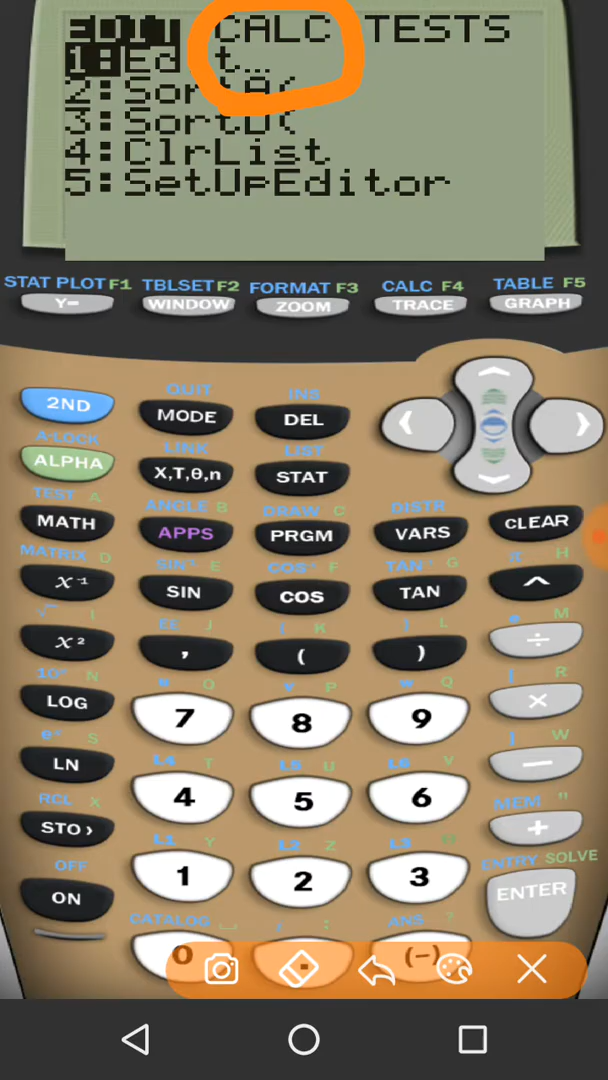 EDIT CALC TESTS
1:Edit…
2:SortA(
3:SortD(
4:ClrList
5:SetUpEditor
STAT PLOT F1 TBLSET F2 FORMAT F3 CALC F4 TABLE F5
Y= WINDOW ZOOM TRACE GRAPH
QUIT INS
2ND MODE DEL
A-LOCK LINK LIST
ALPHA X,T,θ,n STAT
TEST A ANGLE B DRAW C DISTR
MATH APPS PRGM VARS CLEAR
MATRIX D SIN⁻¹ E COS⁻¹ F TAN⁻¹ G H
x⁻¹ SIN COS TAN ^
√ I EE J { K } L M
x² , ( ) ÷
10ˣ N O P Q [ R
LOG 7 8 9 ×
eˣ S L4 T L5 U L6 V ] W
LN 4 5 6 −
RCL X L1 Y L2 Z L3 MEM "
STO › 1 2 3 +
OFF ENTRY SOLVE
ON ENTER
CATALOG : ANS ?
0 (-)